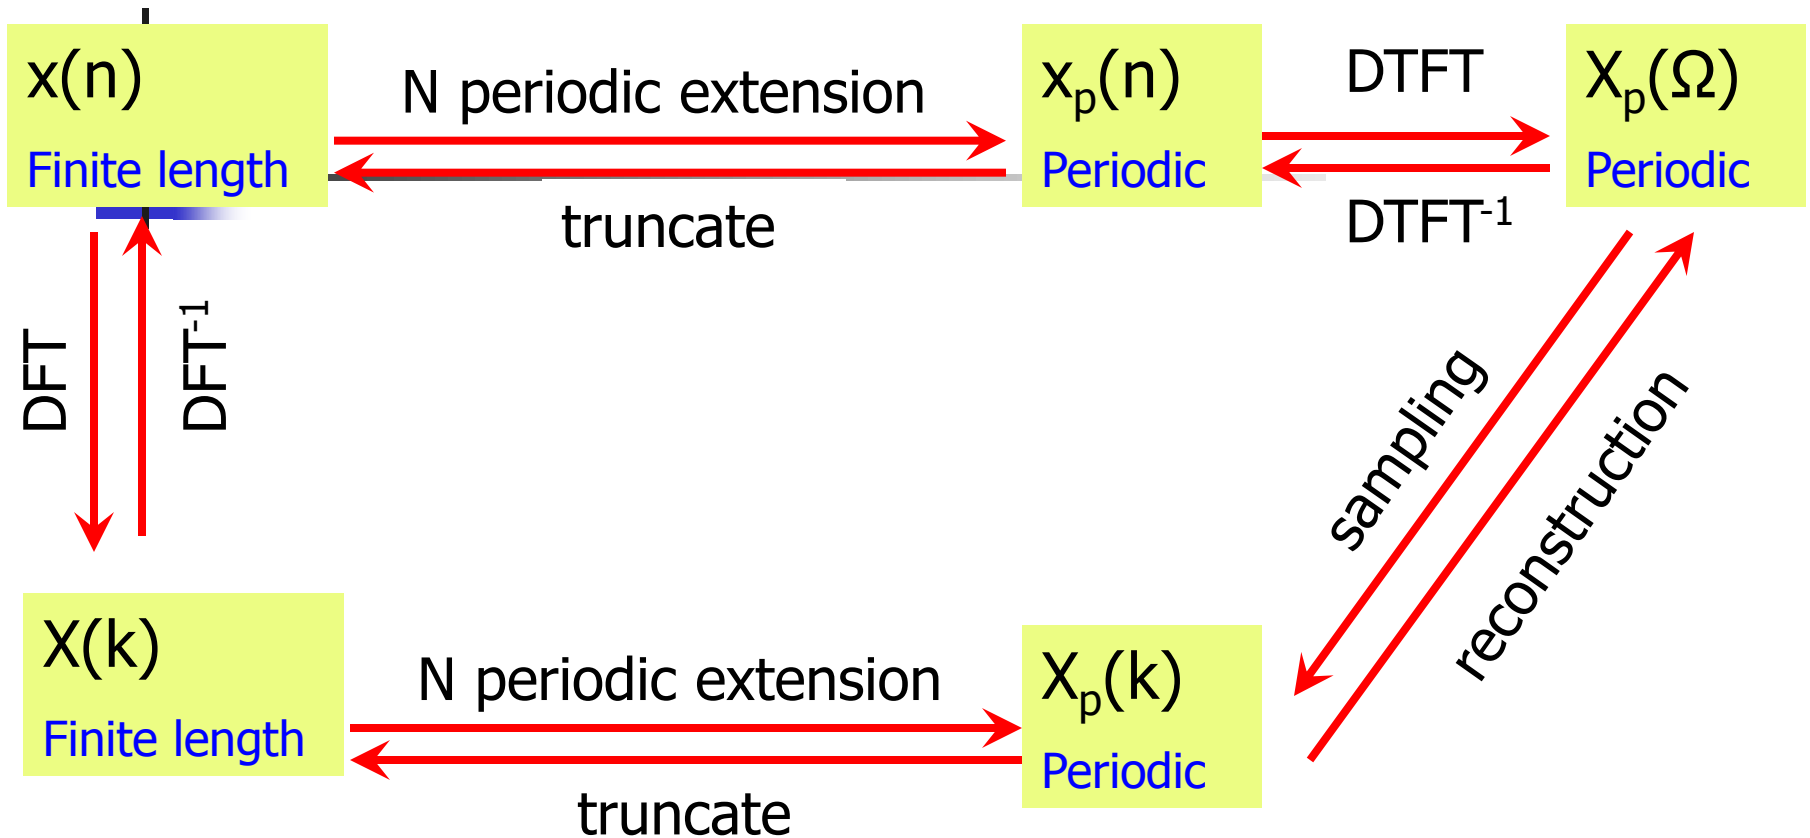 x(n)
Finite length
N periodic extension
truncate
xp(n)
Periodic
DTFT
DTFT-1
Xp(Ω)
Periodic
DFT
DFT-1
sampling
reconstruction
X(k)
Finite length
N periodic extension
truncate
Xp(k)
Periodic